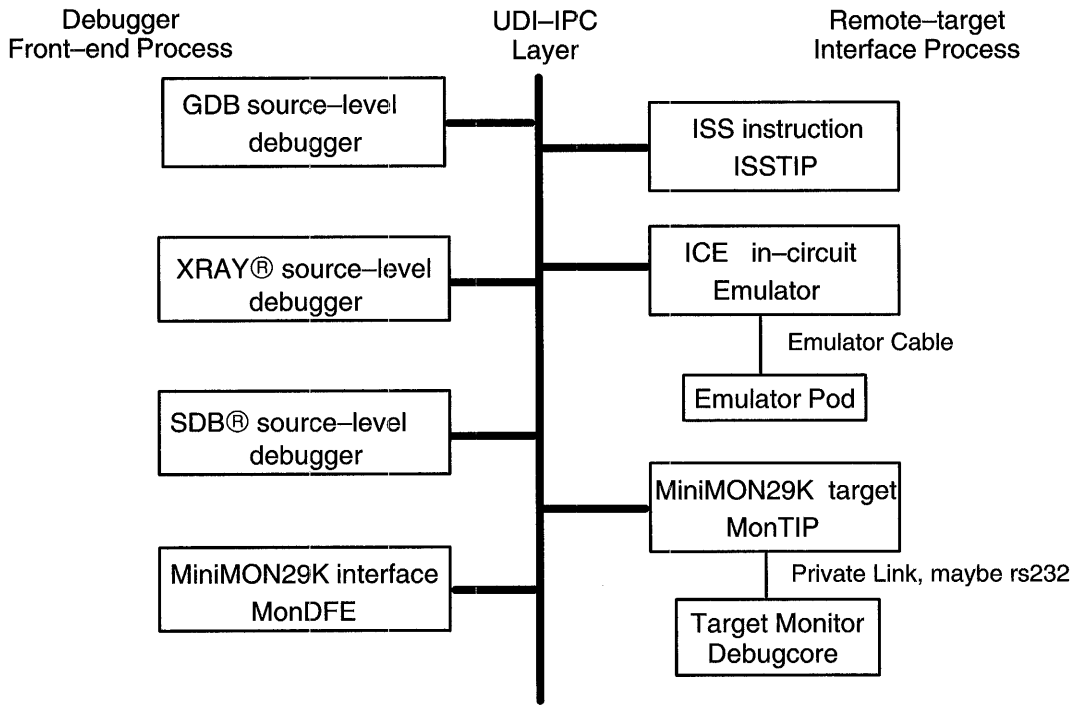 Debugger
Front–end Process
UDI–IPC
Layer
Remote–target
Interface Process
GDB source–level
debugger
XRAY® source–level
debugger
SDB® source–level
debugger
MiniMON29K interface
MonDFE
ISS instruction
ISSTIP
ICE in–circuit
Emulator
Emulator Cable
Emulator Pod
MiniMON29K target
MonTIP
Private Link, maybe rs232
Target Monitor
Debugcore